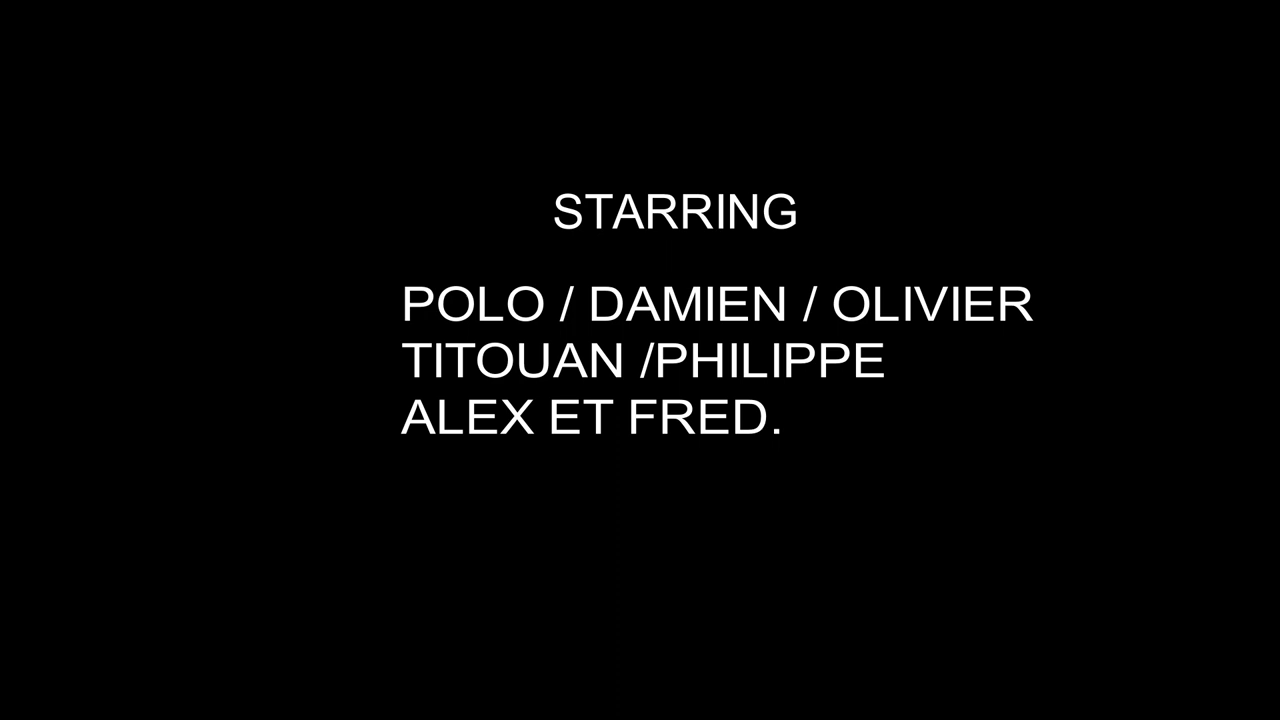 STARRING
POLO / DAMIEN / OLIVIER
TITOUAN /PHILIPPE
ALEX ET FRED.